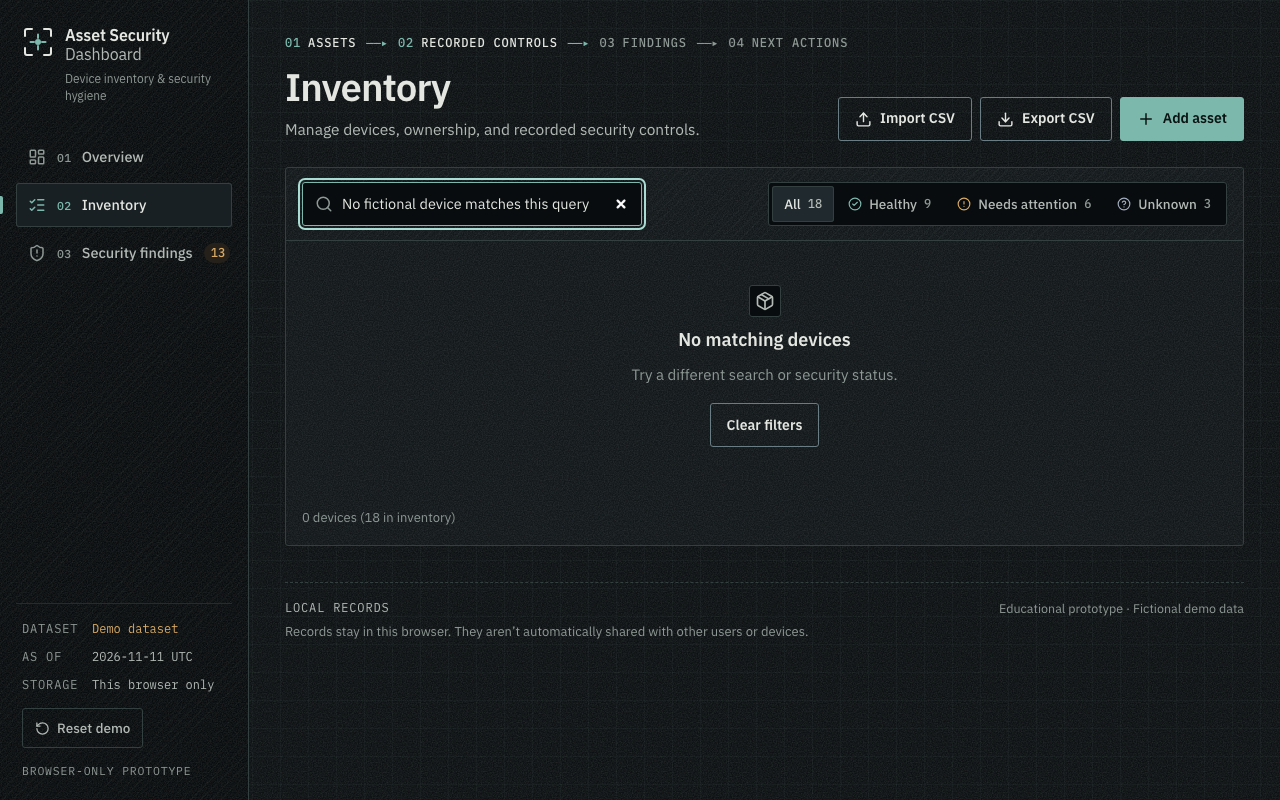 Asset Security
Dashboard
Device inventory & security
hygiene
01 Overview
02 Inventory
03 Security findings 13
DATASET Demo dataset
AS OF 2026-11-11 UTC
STORAGE This browser only
Reset demo
BROWSER-ONLY PROTOTYPE
01 ASSETS 02 RECORDED CONTROLS 03 FINDINGS 04 NEXT ACTIONS
Inventory
Manage devices, ownership, and recorded security controls.
Import CSV Export CSV Add asset
No fictional device matches this query
All 18 Healthy 9 Needs attention 6 Unknown 3
No matching devices
Try a different search or security status.
Clear filters
0 devices (18 in inventory)
LOCAL RECORDS
Records stay in this browser. They aren’t automatically shared with other users or devices.
Educational prototype · Fictional demo data